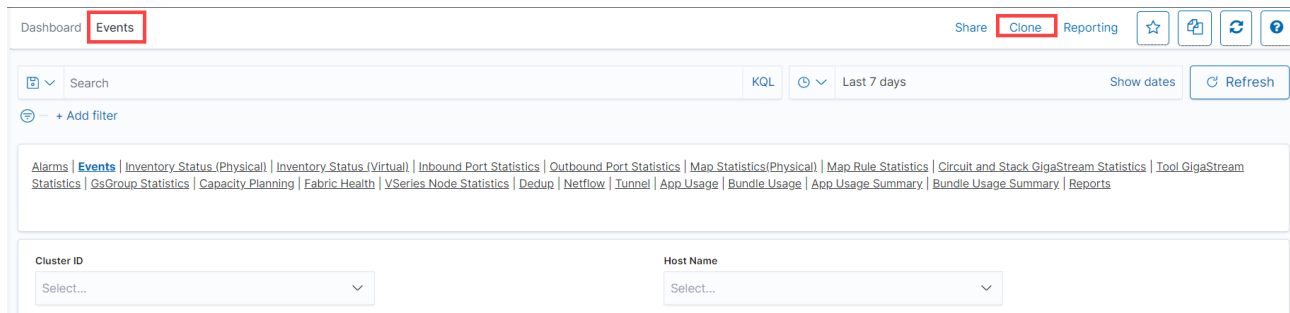 Dashboard Events Share Clone Reporting
Search KQL Last 7 days Show dates Refresh
+ Add filter
Alarms | Events | Inventory Status (Physical) | Inventory Status (Virtual) | Inbound Port Statistics | Outbound Port Statistics | Map Statistics(Physical) | Map Rule Statistics | Circuit and Stack GigaStream Statistics | Tool GigaStream
Statistics | GsGroup Statistics | Capacity Planning | Fabric Health | VSeries Node Statistics | Dedup | Netflow | Tunnel | App Usage | Bundle Usage | App Usage Summary | Bundle Usage Summary | Reports
Cluster ID Host Name
Select... Select...